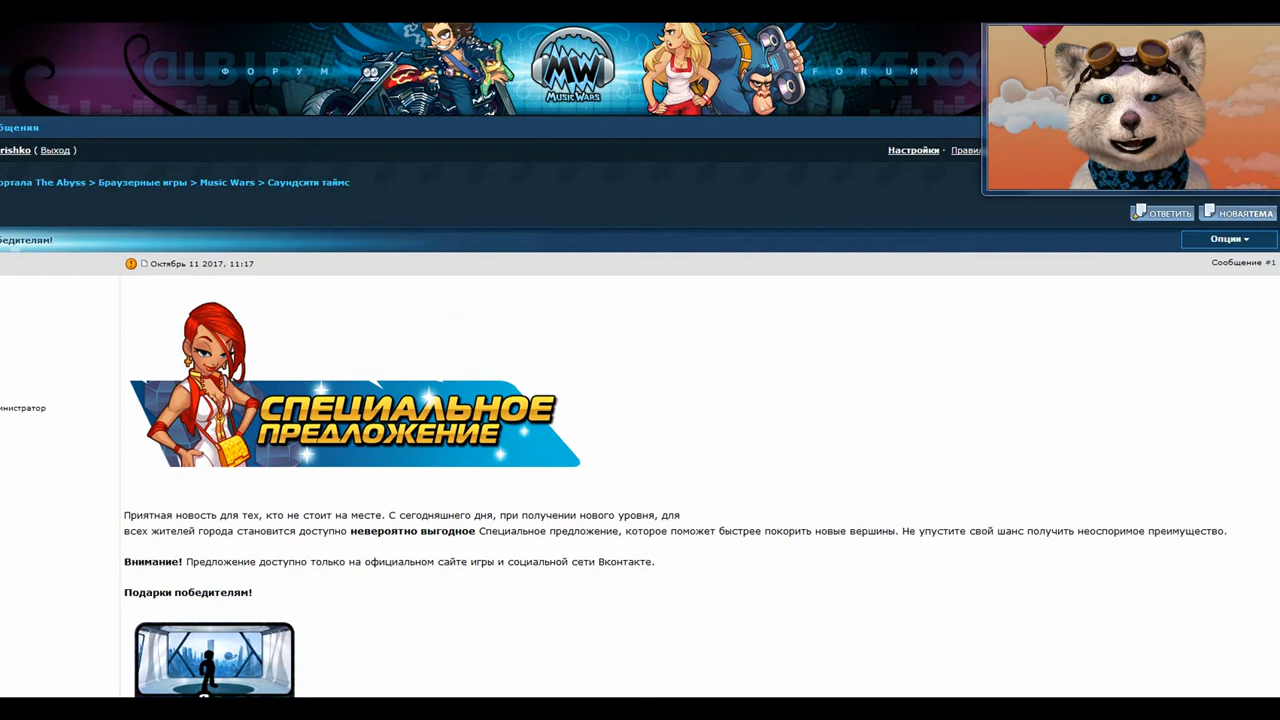 ФОРУМ
MW
MUSIC WARS
FORUM
бщения
rishko ( Выход )
Настройки · Правил
ортала The Abyss > Браузерные игры > Music Wars > Саундсити таймс
ОТВЕТИТЬ
НОВАЯТЕМА
бедителям!
Опции
Октябрь 11 2017, 11:17
Сообщение #1
СПЕЦИАЛЬНОЕ
ПРЕДЛОЖЕНИЕ
инистратор
Приятная новость для тех, кто не стоит на месте. С сегодняшнего дня, при получении нового уровня, для
всех жителей города становится доступно невероятно выгодное Специальное предложение, которое поможет быстрее покорить новые вершины. Не упустите свой шанс получить неоспоримое преимущество.
Внимание! Предложение доступно только на официальном сайте игры и социальной сети Вконтакте.
Подарки победителям!